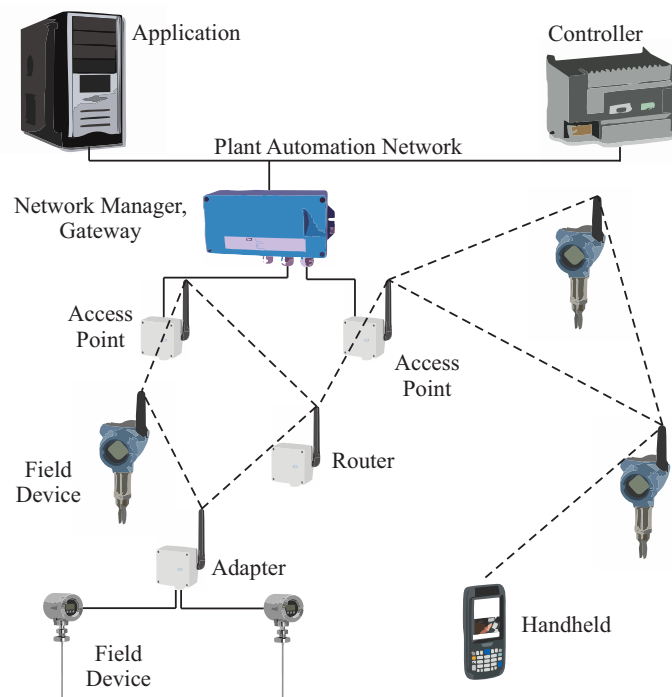 Application
Controller
Plant Automation Network
Network Manager,
Gateway
Access
Point
Access
Point
Field
Device
Router
Adapter
Field
Device
Handheld